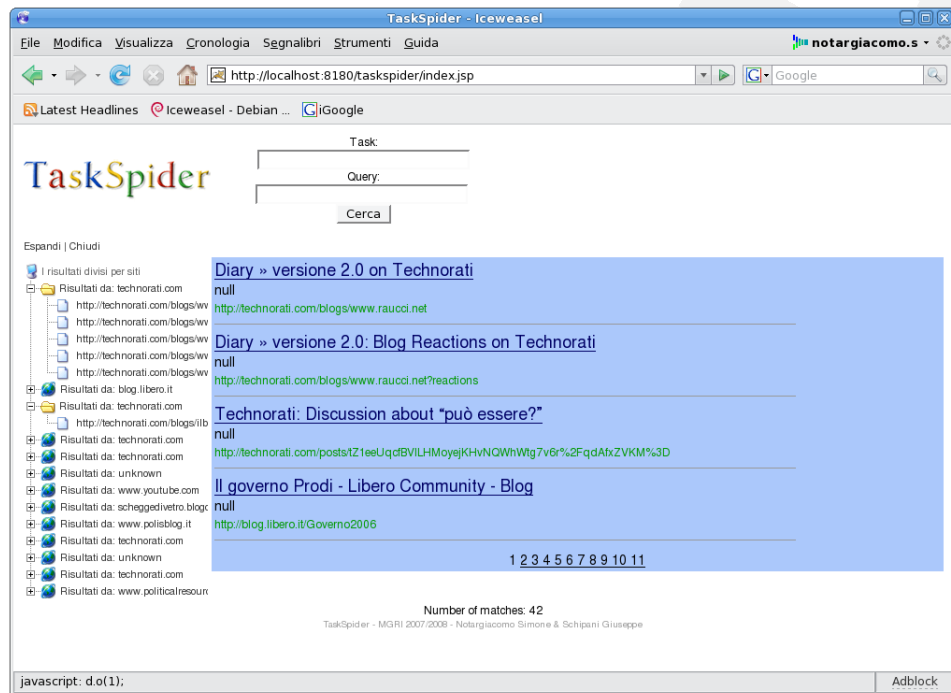 TaskSpider - Iceweasel
File Modifica Visualizza Cronologia Segnalibri Strumenti Guida
notargiacomo.s
http://localhost:8180/taskspider/index.jsp
G Google
Latest Headlines Iceweasel - Debian ... iGoogle
TaskSpider
Task:
Query:
Cerca
Espandi | Chiudi
I risultati divisi per siti
Risultati da: technorati.com
http://technorati.com/blogs/ww
http://technorati.com/blogs/ww
http://technorati.com/blogs/ww
http://technorati.com/blogs/ww
http://technorati.com/blogs/ww
Risultati da: blog.libero.it
Risultati da: technorati.com
http://technorati.com/blogs/ilb
Risultati da: technorati.com
Risultati da: technorati.com
Risultati da: unknown
Risultati da: www.youtube.com
Risultati da: scheggedivetro.blogc
Risultati da: www.polisblog.it
Risultati da: technorati.com
Risultati da: unknown
Risultati da: technorati.com
Risultati da: www.politicalresourc
Diary » versione 2.0 on Technorati
null
http://technorati.com/blogs/www.raucci.net
Diary » versione 2.0: Blog Reactions on Technorati
null
http://technorati.com/blogs/www.raucci.net?reactions
Technorati: Discussion about “può essere?”
null
http://technorati.com/posts/tZ1eeUqcfBVILHMoyejKHvNQWhWtg7v6r%2FqdAfxZVKM%3D
Il governo Prodi - Libero Community - Blog
null
http://blog.libero.it/Governo2006
1 2 3 4 5 6 7 8 9 10 11
Number of matches: 42
TaskSpider - MGRI 2007/2008 - Notargiacomo Simone & Schipani Giuseppe
javascript: d.o(1);
Adblock